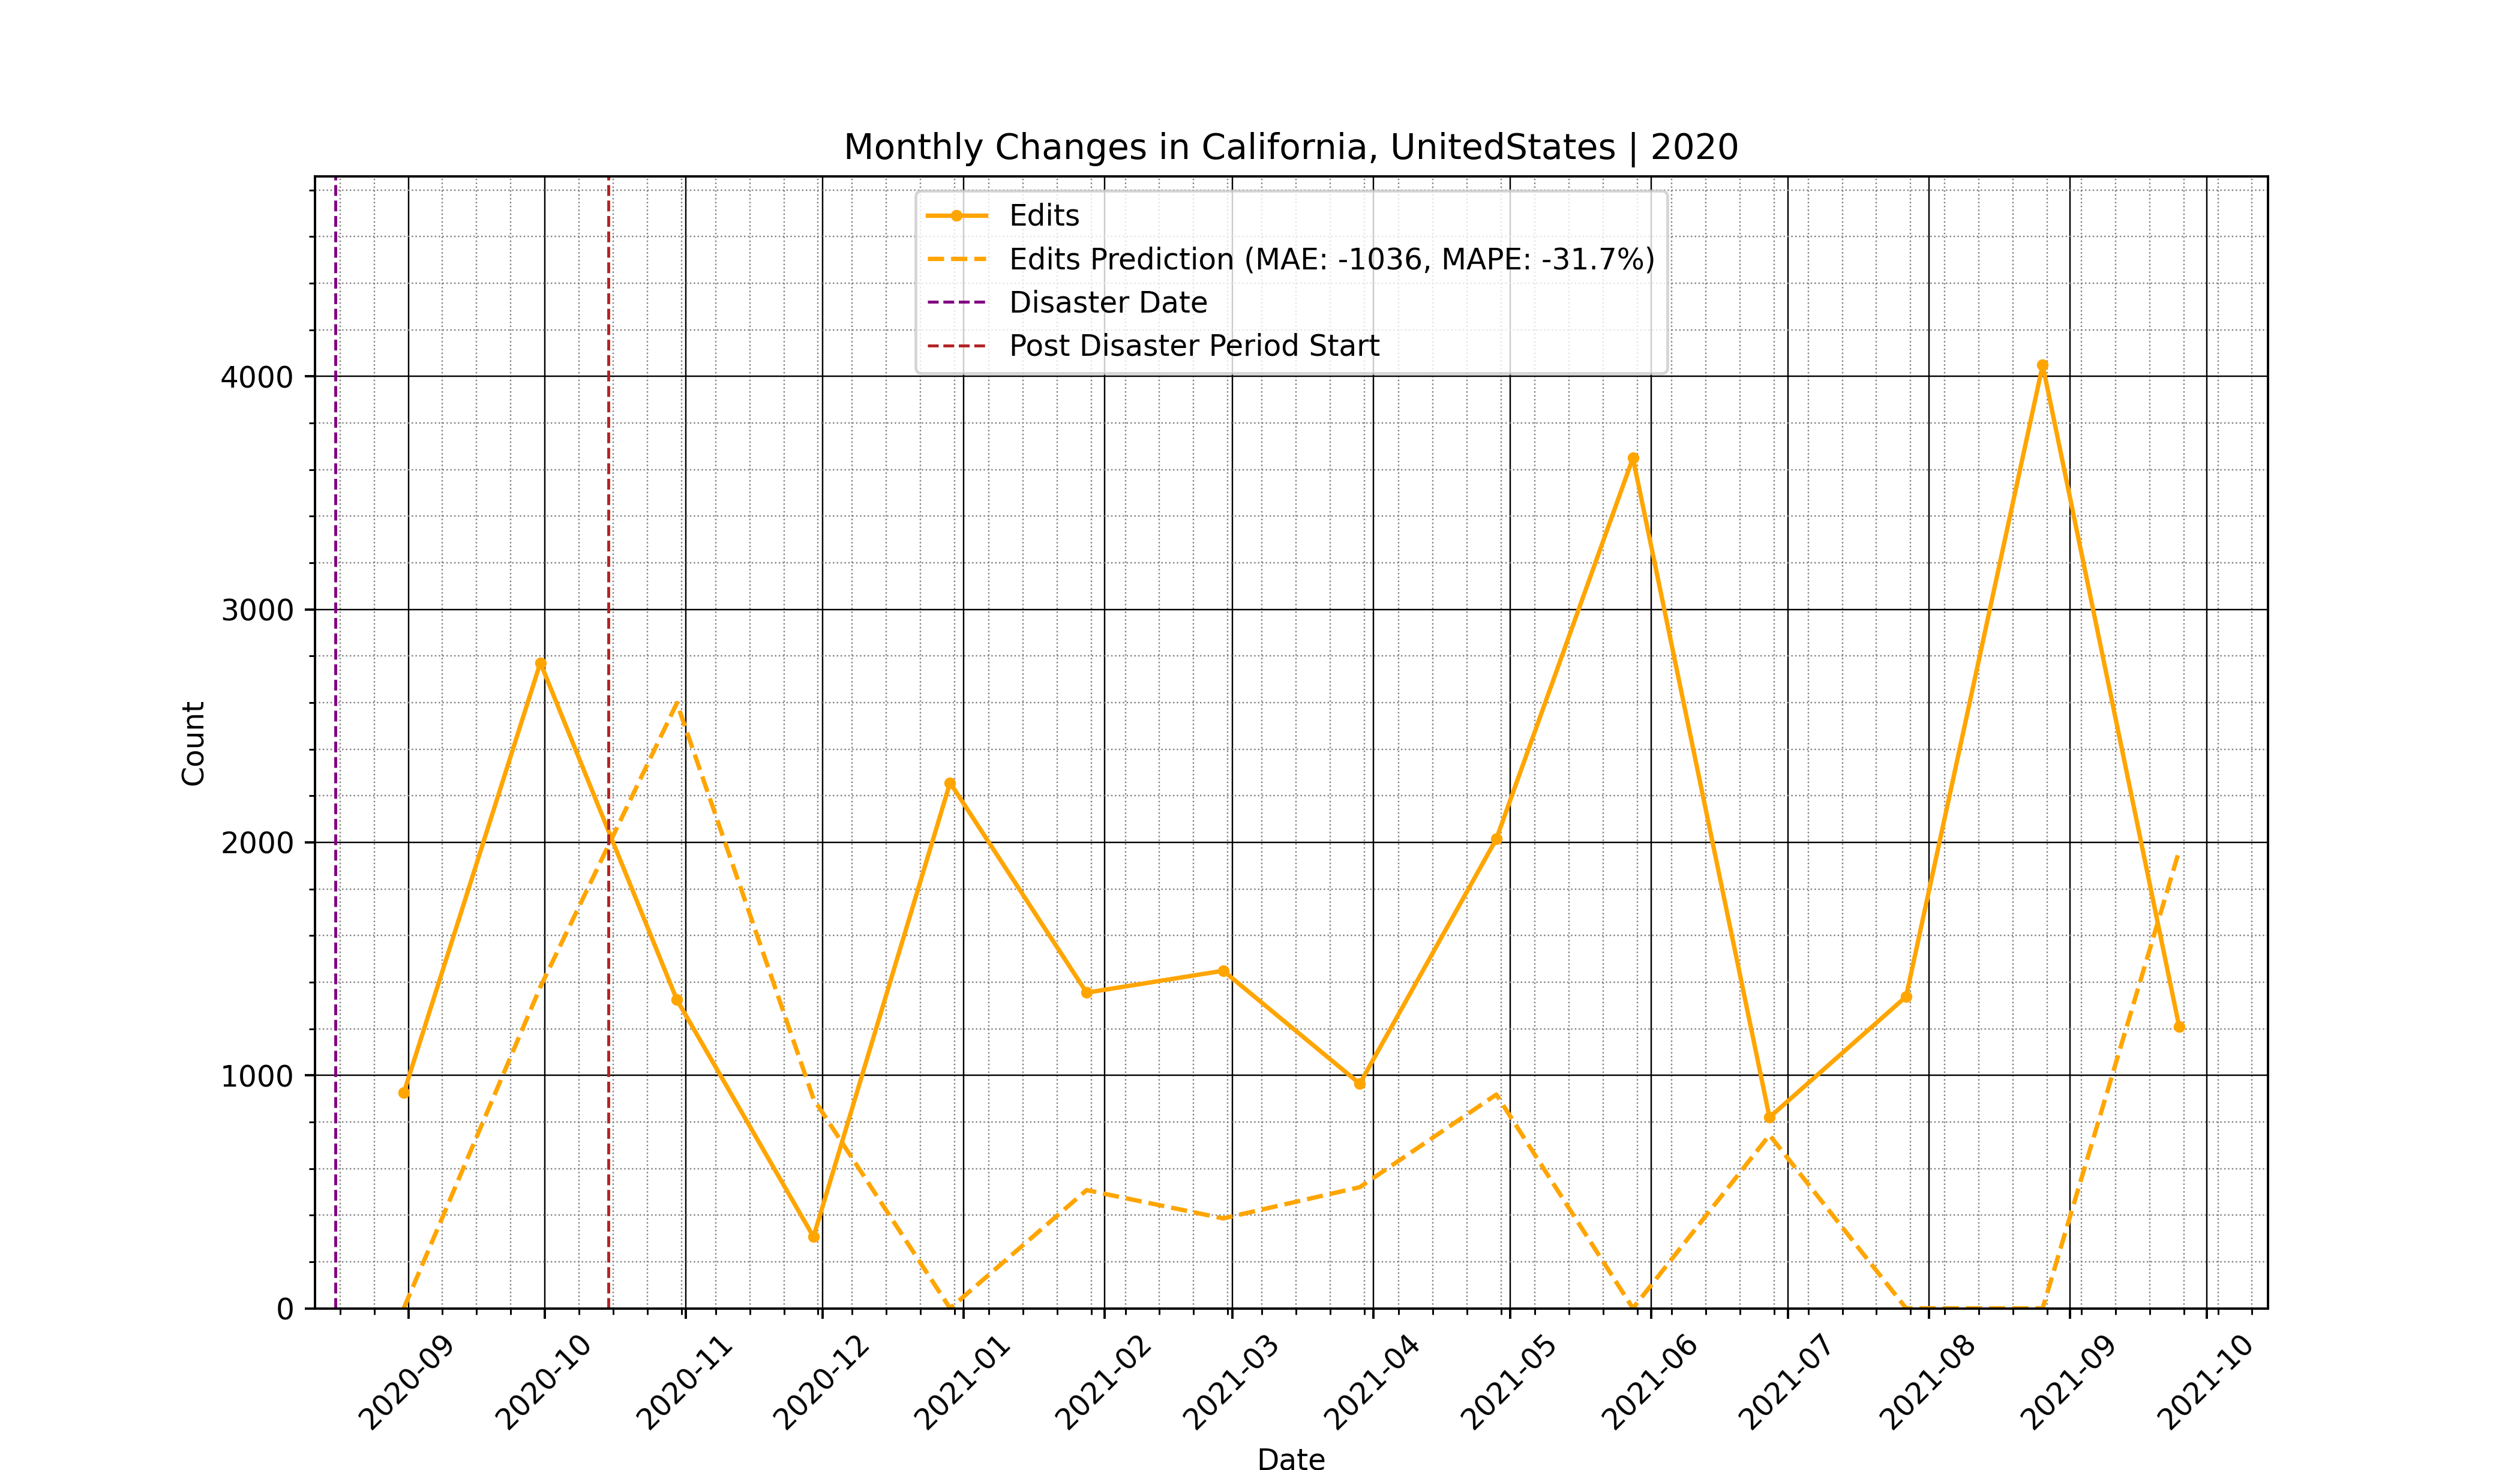 Monthly Changes in California, UnitedStates | 2020
Edits
Edits Prediction (MAE: -1036, MAPE: -31.7%)
Disaster Date
Post Disaster Period Start
4000
3000
2000
1000
0
Count
2020-09
2020-10
2020-11
2020-12
2021-01
2021-02
2021-03
2021-04
2021-05
2021-06
2021-07
2021-08
2021-09
2021-10
Date